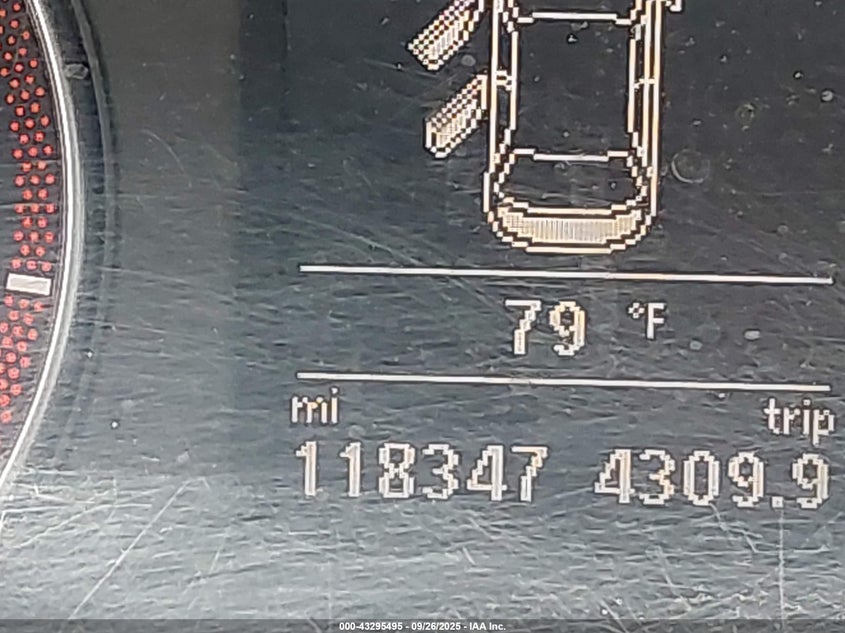 79 °F
mi trip
118347 4309.9
000-43295495 - 09/26/2025 - IAA Inc.